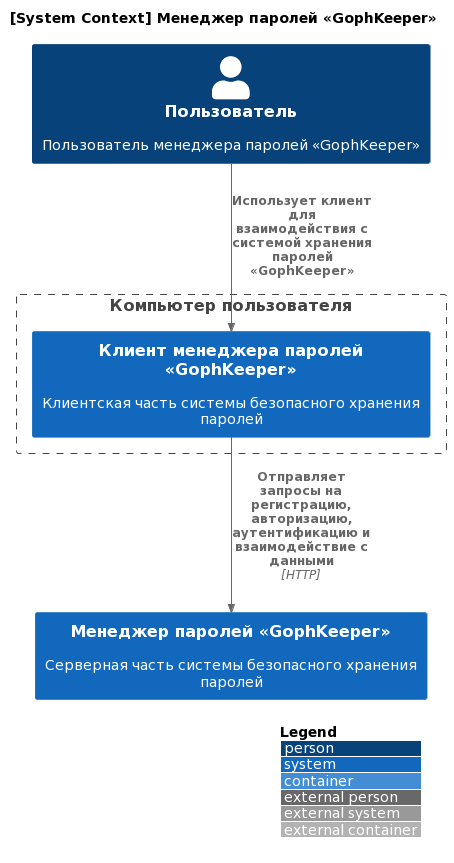 [System Context] Менеджер паролей «GophKeeper»
Пользователь
Пользователь менеджера паролей «GophKeeper»
Использует клиент
для
взаимодействия с
системой хранения
паролей
«GophKeeper»
Компьютер пользователя
Клиент менеджера паролей
«GophKeeper»
Клиентская часть системы безопасного хранения
паролей
Отправляет
запросы на
регистрацию,
авторизацию,
аутентификацию и
взаимодействие с
данными
[HTTP]
Менеджер паролей «GophKeeper»
Серверная часть системы безопасного хранения
паролей
Legend
person
system
container
external person
external system
external container